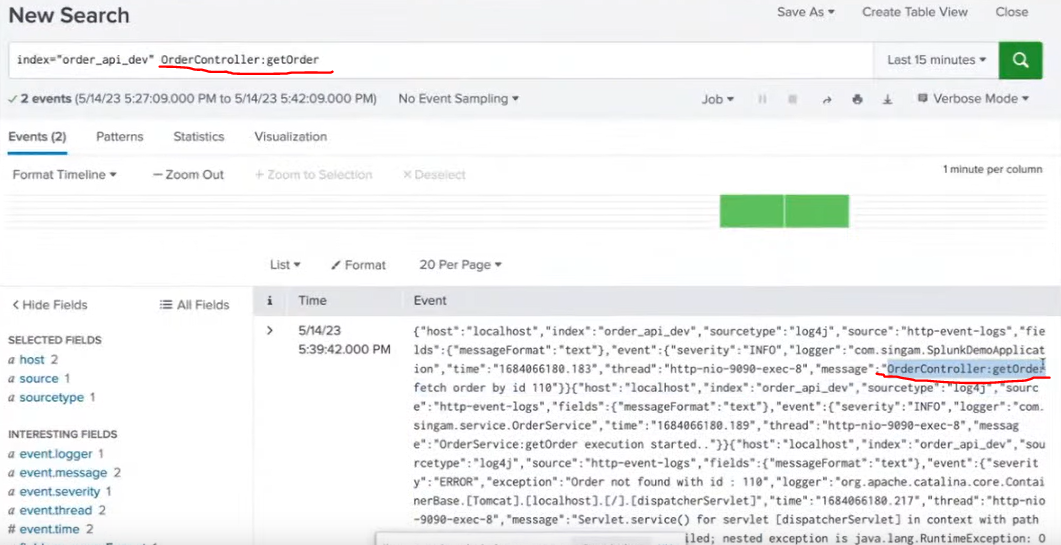 New Search
Save As Create Table View Close
index="order_api_dev" OrderController:getOrder
Last 15 minutes
2 events (5/14/23 5:27:09.000 PM to 5/14/23 5:42:09.000 PM)
No Event Sampling
Job
Verbose Mode
Events (2) Patterns Statistics Visualization
Format Timeline — Zoom Out + Zoom to Selection × Deselect
1 minute per column
List Format 20 Per Page
< Hide Fields All Fields
SELECTED FIELDS
a host 2
a source 1
a sourcetype 1
INTERESTING FIELDS
a event.logger 1
a event.message 2
a event.severity 1
a event.thread 2
# event.time 2
i Time Event
> 5/14/23
5:39:42.000 PM
{"host":"localhost","index":"order_api_dev","sourcetype":"log4j","source":"http-event-logs","fie
lds":{"messageFormat":"text"},"event":{"severity":"INFO","logger":"com.singam.SplunkDemoApplicat
ion","time":"1684066180.183","thread":"http-nio-9090-exec-8","message":"OrderController:getOrder
fetch order by id 110"}}{"host":"localhost","index":"order_api_dev","sourcetype":"log4j","sourc
e":"http-event-logs","fields":{"messageFormat":"text"},"event":{"severity":"INFO","logger":"com.
singam.service.OrderService","time":"1684066180.189","thread":"http-nio-9090-exec-8","messag
e":"OrderService:getOrder execution started.."}}{"host":"localhost","index":"order_api_dev","sou
rcetype":"log4j","source":"http-event-logs","fields":{"messageFormat":"text"},"event":{"severit
y":"ERROR","exception":"Order not found with id : 110","logger":"org.apache.catalina.core.Contai
nerBase.[Tomcat].[localhost].[/].[dispatcherServlet]","time":"1684066180.217","thread":"http-nio
-9090-exec-8","message":"Servlet.service() for servlet [dispatcherServlet] in context with path
iled; nested exception is java.lang.RuntimeException: O